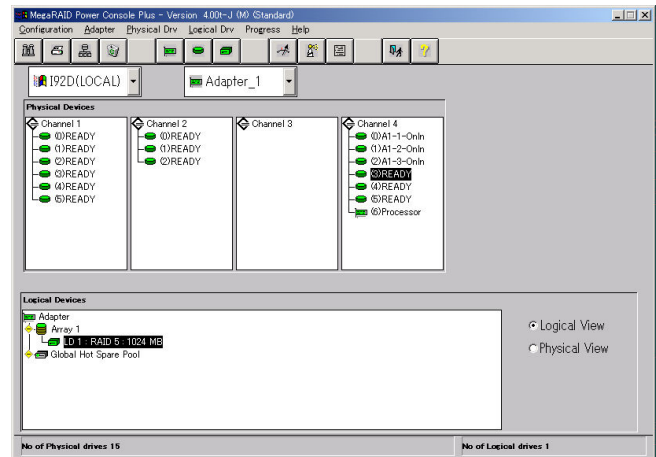 MegaRAID Power Console Plus - Version 4.00t-J (M) (Standard)
Configuration Adapter Physical Drv Logical Drv Progress Help
I92D(LOCAL) Adapter_1
Physical Devices
Channel 1
(0)READY
(1)READY
(2)READY
(3)READY
(4)READY
(5)READY
Channel 2
(0)READY
(1)READY
(2)READY
Channel 3
Channel 4
(0)A1-1-Onln
(1)A1-2-Onln
(2)A1-3-Onln
(3)READY
(4)READY
(5)READY
(6)Processor
Logical Devices
Adapter
Array 1
LD 1 : RAID 5 : 1024 MB
Global Hot Spare Pool
Logical View
Physical View
No of Physical drives 15
No of Logical drives 1